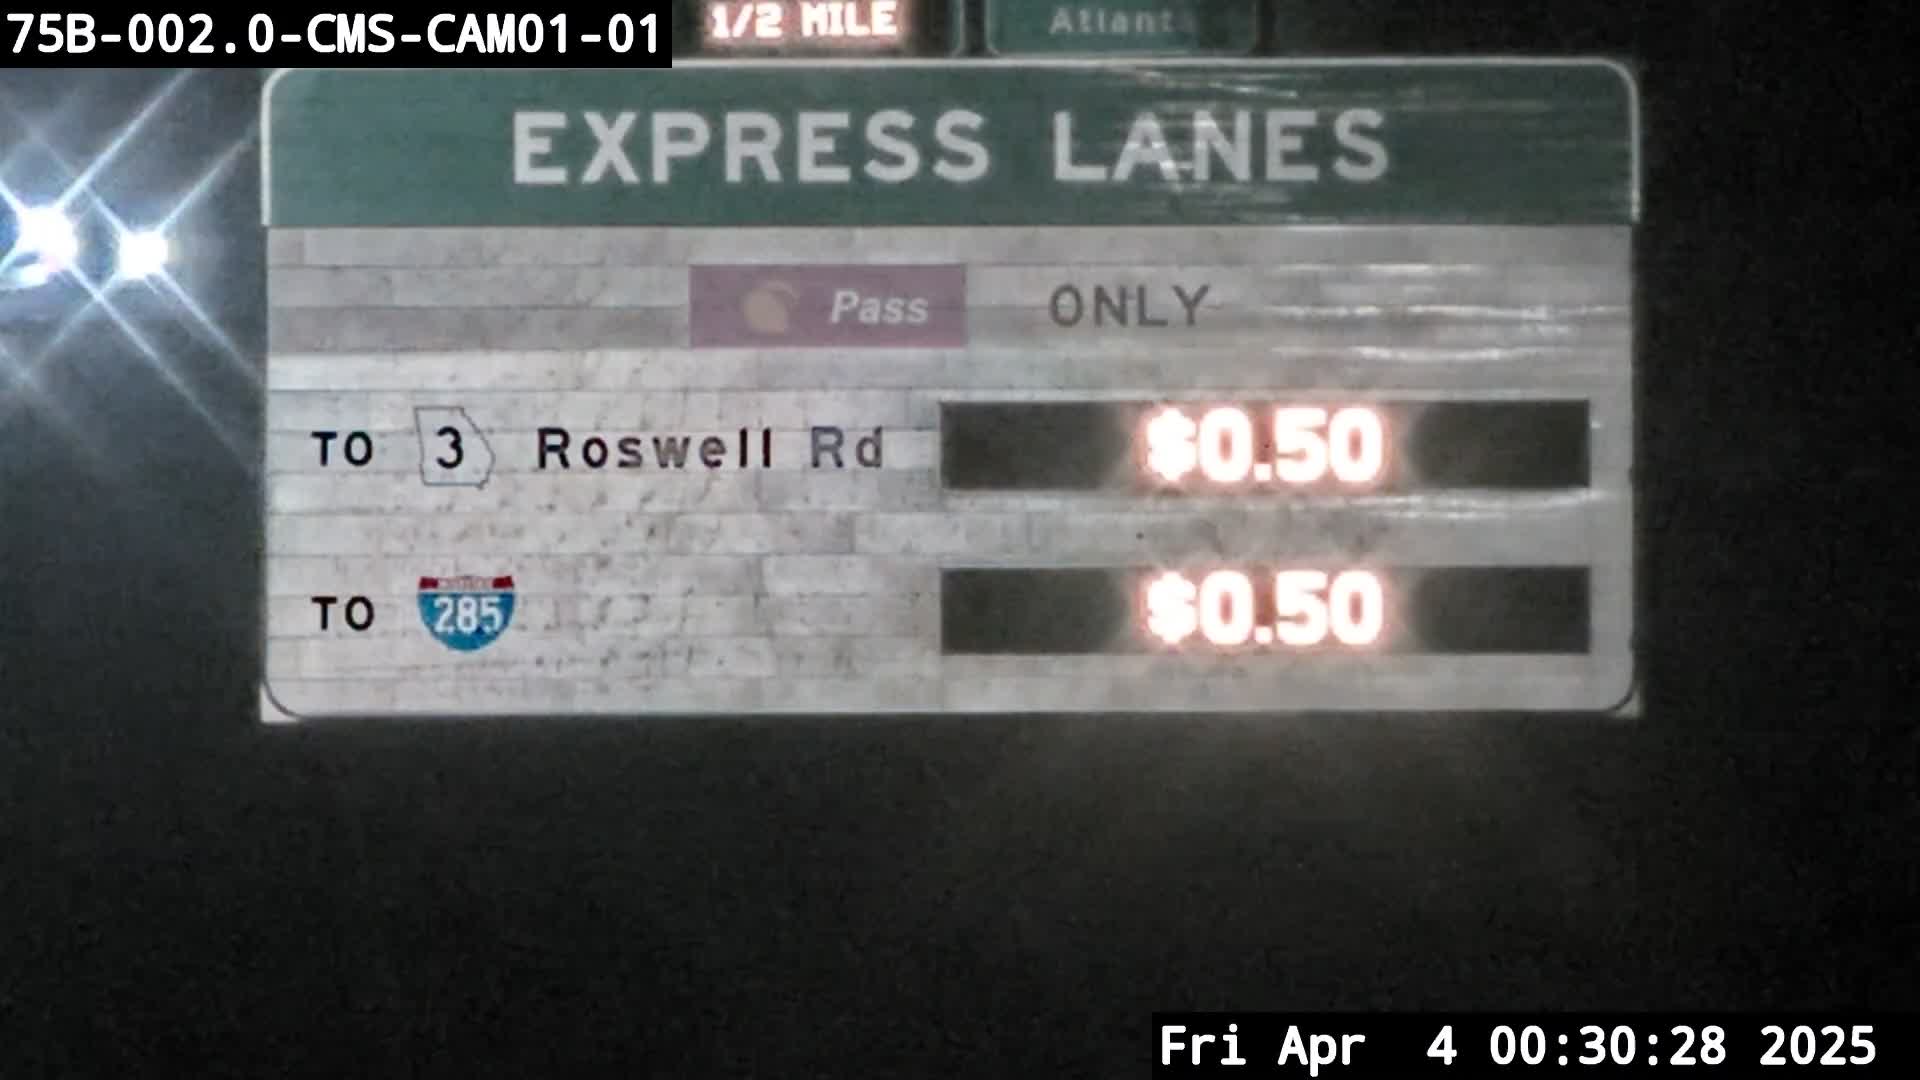 75B-002.0-CMS-CAM01-01
1/2 MILE
Atlanta
EXPRESS LANES
Pass ONLY
TO 3 Roswell Rd $0.50
TO 285 $0.50
Fri Apr 4 00:30:28 2025